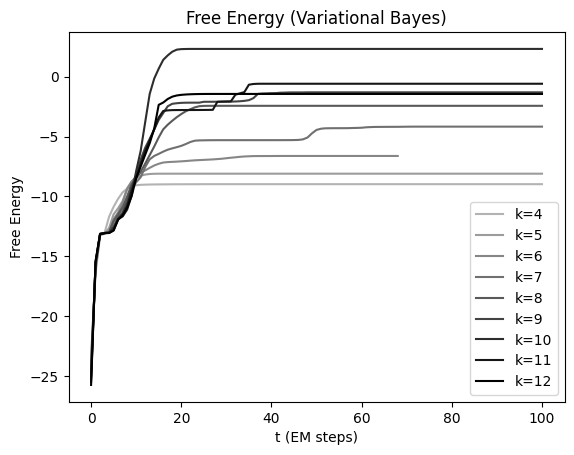 Free Energy (Variational Bayes)
Free Energy
0
−5
−10
−15
−20
−25
0 20 40 60 80 100
t (EM steps)
k=4
k=5
k=6
k=7
k=8
k=9
k=10
k=11
k=12